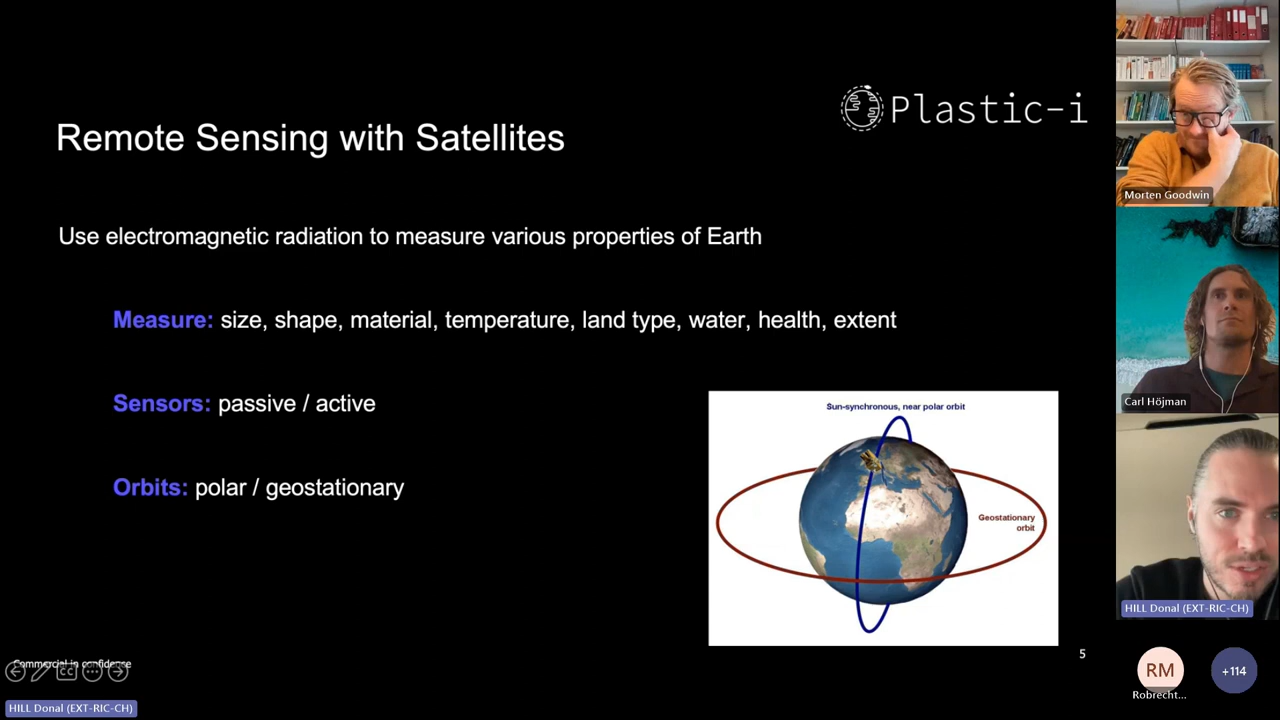 Plastic-i
Remote Sensing with Satellites
Use electromagnetic radiation to measure various properties of Earth
Measure: size, shape, material, temperature, land type, water, health, extent
Sensors: passive / active
Orbits: polar / geostationary
Sun-synchronous, near polar orbit
Geostationary
orbit
5
Commercial in confidence
CC
HILL Donal (EXT-RIC-CH)
Morten Goodwin
Carl Höjman
HILL Donal (EXT-RIC-CH)
RM
+114
Robrecht...